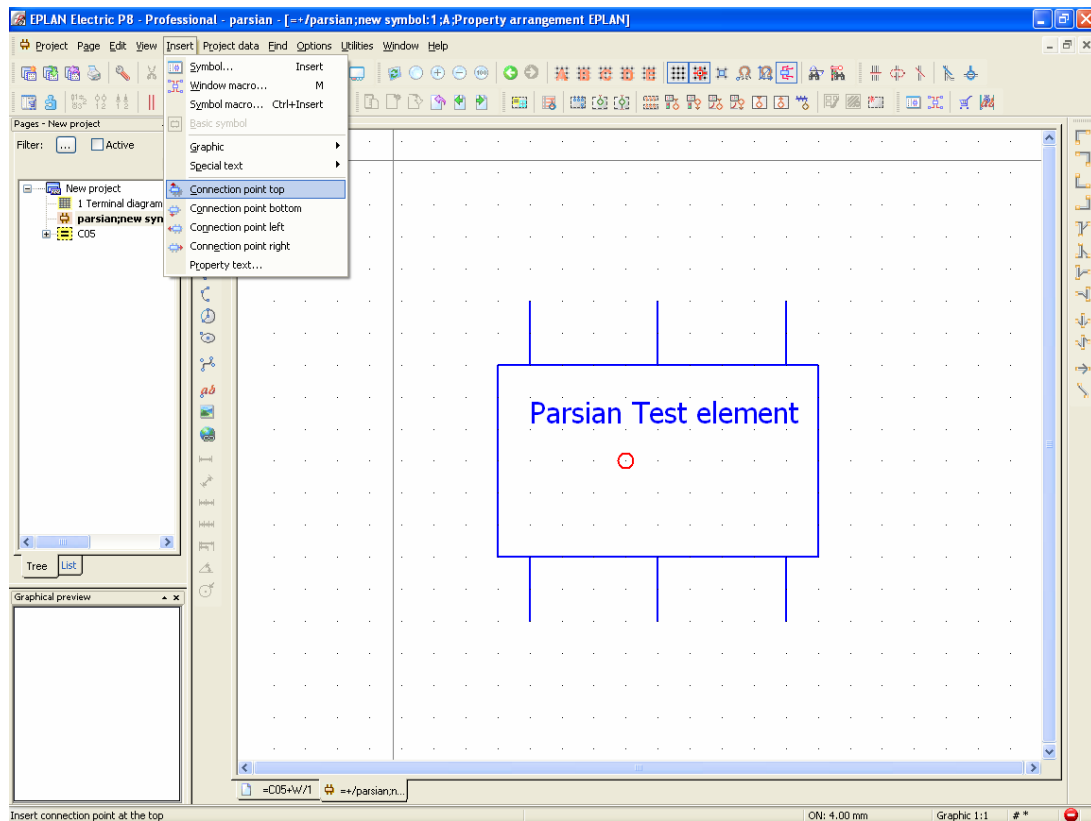 EPLAN Electric P8 - Professional - parsian - [=+/parsian;new symbol:1;A;Property arrangement EPLAN]
Project Page Edit View Insert Project data Find Options Utilities Window Help
Symbol... Insert
Window macro... M
Symbol macro... Ctrl+Insert
Basic symbol
Graphic
Special text
Connection point top
Connection point bottom
Connection point left
Connection point right
Property text...
Pages - New project
Filter: ... Active
New project
1 Terminal diagram
parsian;new syn
C05
Tree List
Graphical preview
Parsian Test element
=C05+W/1 =+/parsian;n...
Insert connection point at the top ON: 4.00 mm Graphic 1:1 # *